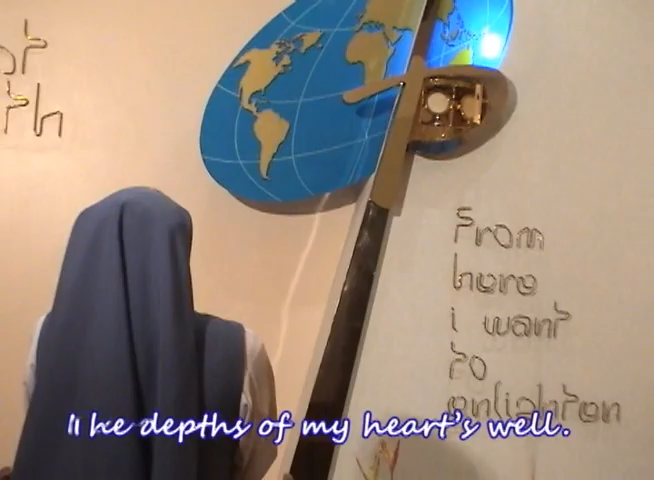 From
here
i want
to
enlighten
the depths of my heart's well.